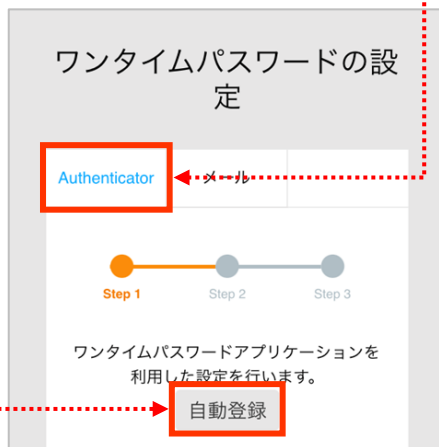 ワンタイムパスワードの設
定
Authenticator メール
Step 1 Step 2 Step 3
ワンタイムパスワードアプリケーションを
利用した設定を行います。
自動登録